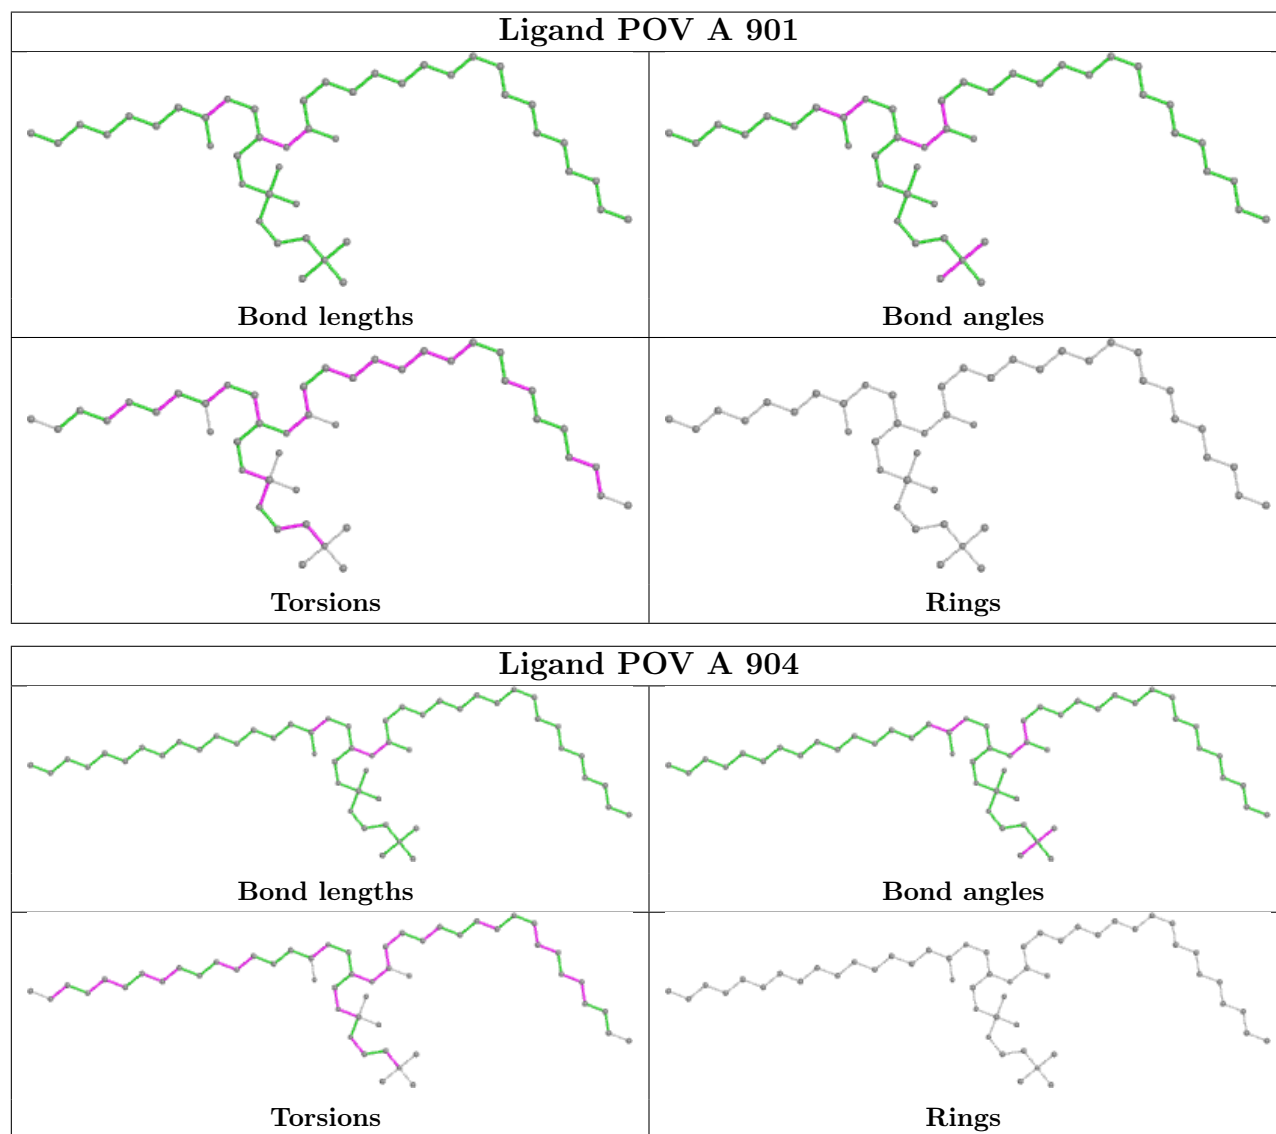 Ligand POV A 901
Bond lengths
Bond angles
Torsions
Rings
Ligand POV A 904
Bond lengths
Bond angles
Torsions
Rings